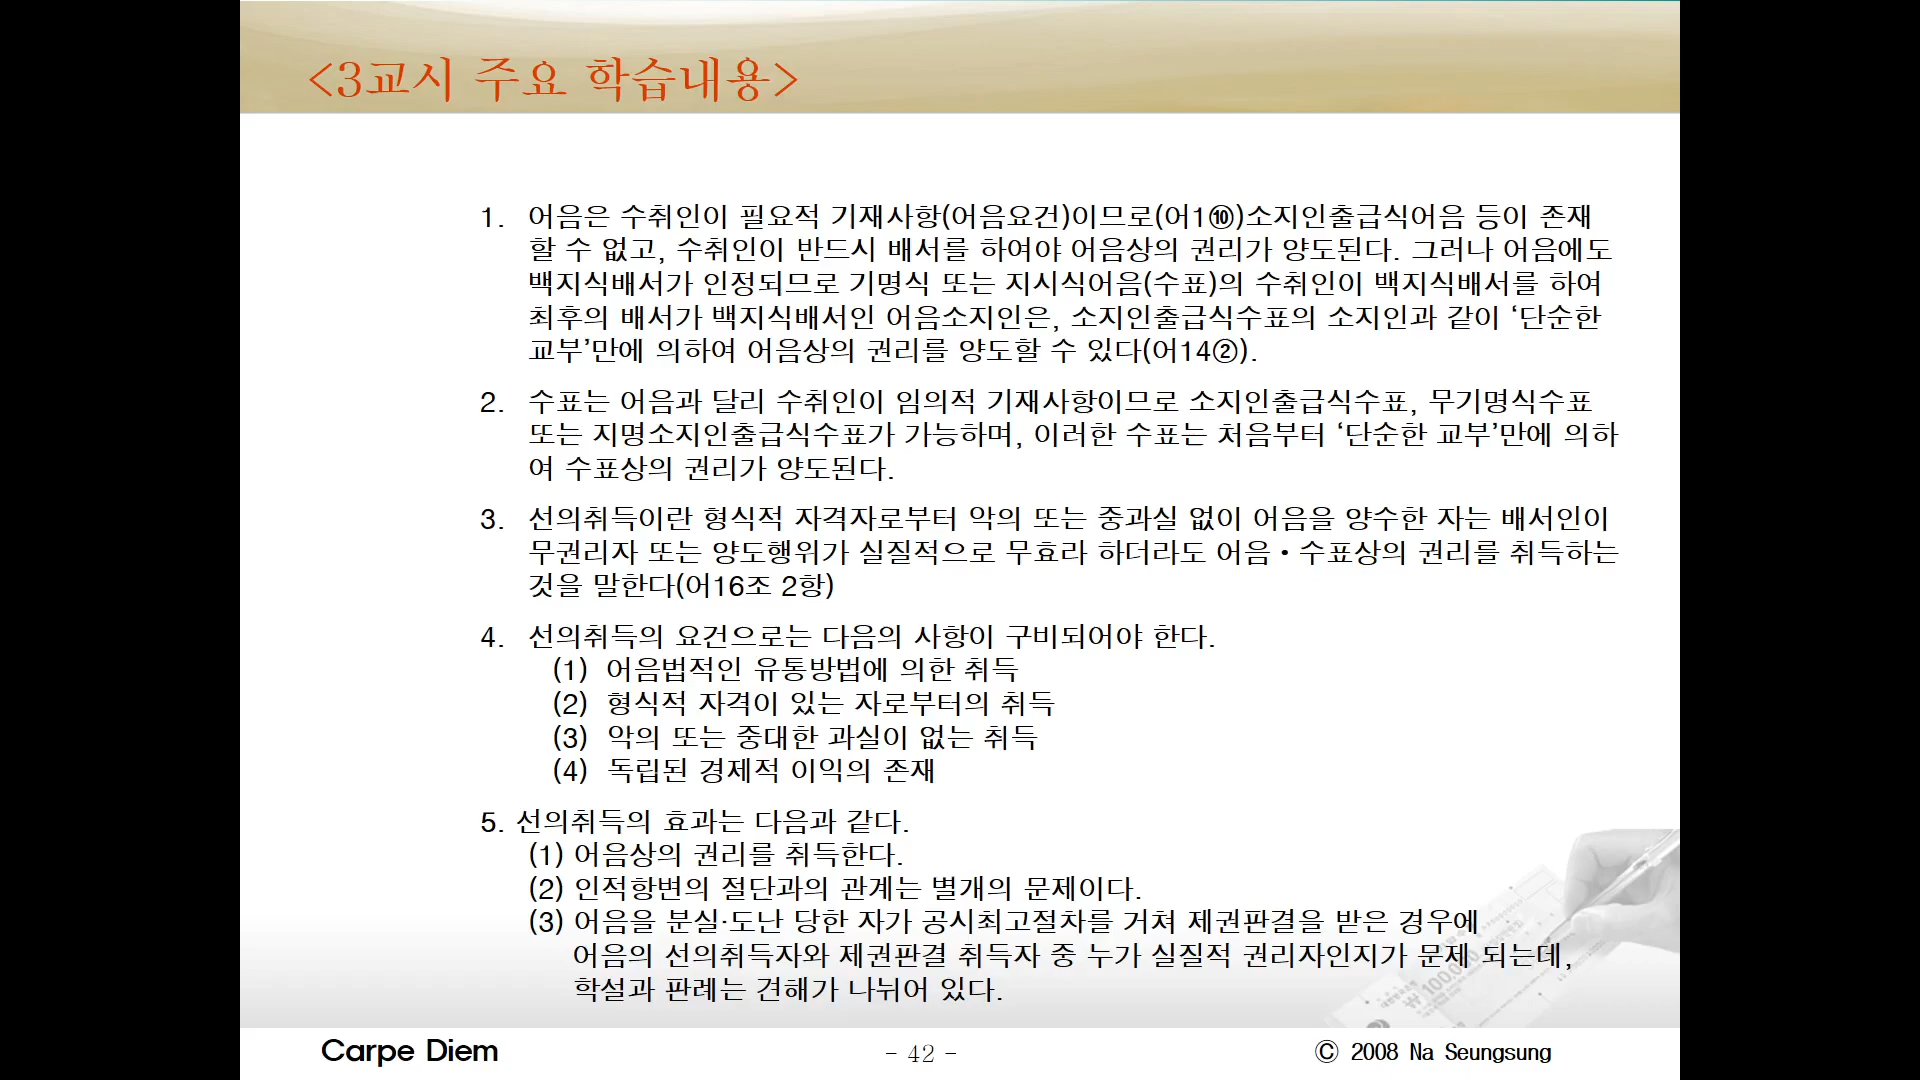 <3교시 주요 학습내용>
1. 어음은 수취인이 필요적 기재사항(어음요건)이므로(어1⑩)소지인출급식어음 등이 존재
할 수 없고, 수취인이 반드시 배서를 하여야 어음상의 권리가 양도된다. 그러나 어음에도
백지식배서가 인정되므로 기명식 또는 지시식어음(수표)의 수취인이 백지식배서를 하여
최후의 배서가 백지식배서인 어음소지인은, 소지인출급식수표의 소지인과 같이 ‘단순한
교부’만에 의하여 어음상의 권리를 양도할 수 있다(어14②).
2. 수표는 어음과 달리 수취인이 임의적 기재사항이므로 소지인출급식수표, 무기명식수표
또는 지명소지인출급식수표가 가능하며, 이러한 수표는 처음부터 ‘단순한 교부’만에 의하
여 수표상의 권리가 양도된다.
3. 선의취득이란 형식적 자격자로부터 악의 또는 중과실 없이 어음을 양수한 자는 배서인이
무권리자 또는 양도행위가 실질적으로 무효라 하더라도 어음•수표상의 권리를 취득하는
것을 말한다(어16조 2항)
4. 선의취득의 요건으로는 다음의 사항이 구비되어야 한다.
(1) 어음법적인 유통방법에 의한 취득
(2) 형식적 자격이 있는 자로부터의 취득
(3) 악의 또는 중대한 과실이 없는 취득
(4) 독립된 경제적 이익의 존재
5. 선의취득의 효과는 다음과 같다.
(1) 어음상의 권리를 취득한다.
(2) 인적항변의 절단과의 관계는 별개의 문제이다.
(3) 어음을 분실·도난 당한 자가 공시최고절차를 거쳐 제권판결을 받은 경우에
어음의 선의취득자와 제권판결 취득자 중 누가 실질적 권리자인지가 문제 되는데,
학설과 판례는 견해가 나뉘어 있다.
₩100,000
Carpe Diem
- 42 -
© 2008 Na Seungsung